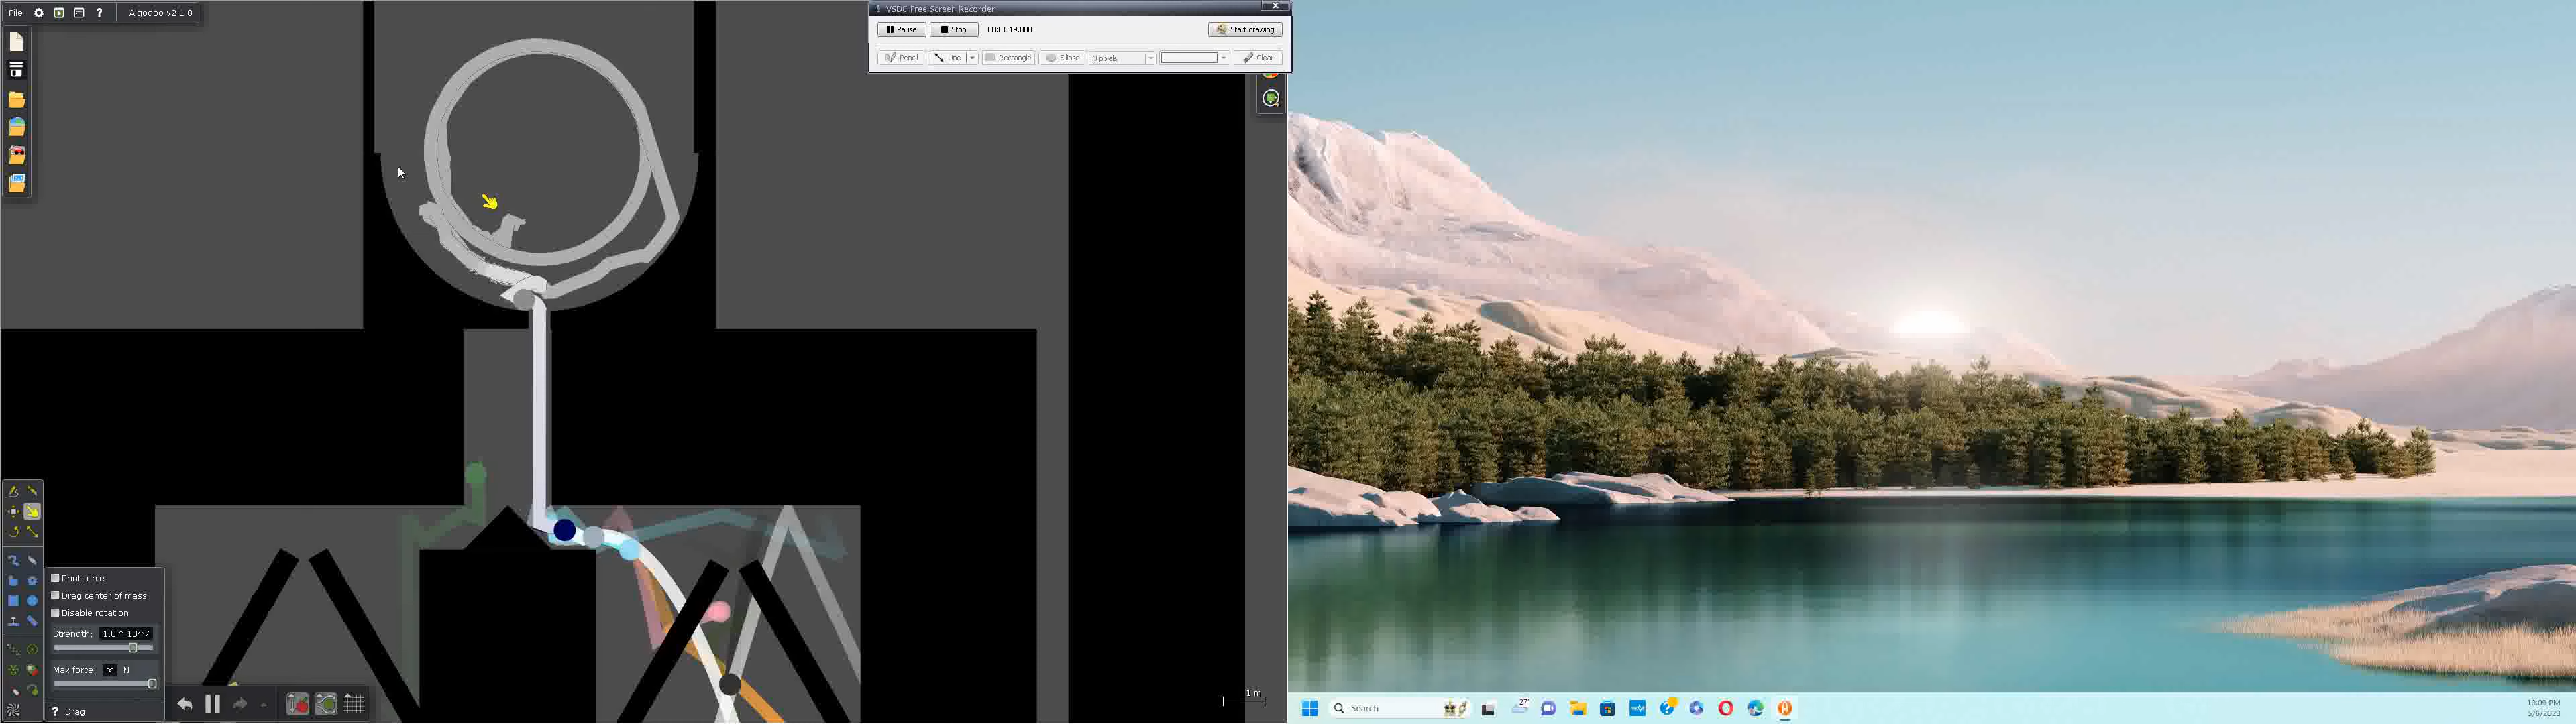 File ? Algodoo v2.1.0
VSDC Free Screen Recorder
Pause Stop 00:01:19.800 Start drawing
Pencil Line Rectangle Ellipse 3 pixels Clear
Print force
Drag center of mass
Disable rotation
Strength: 1.0 * 10^7
Max force: ∞ N
? Drag
1 m
Search
27°
10:09 PM
5/6/2023